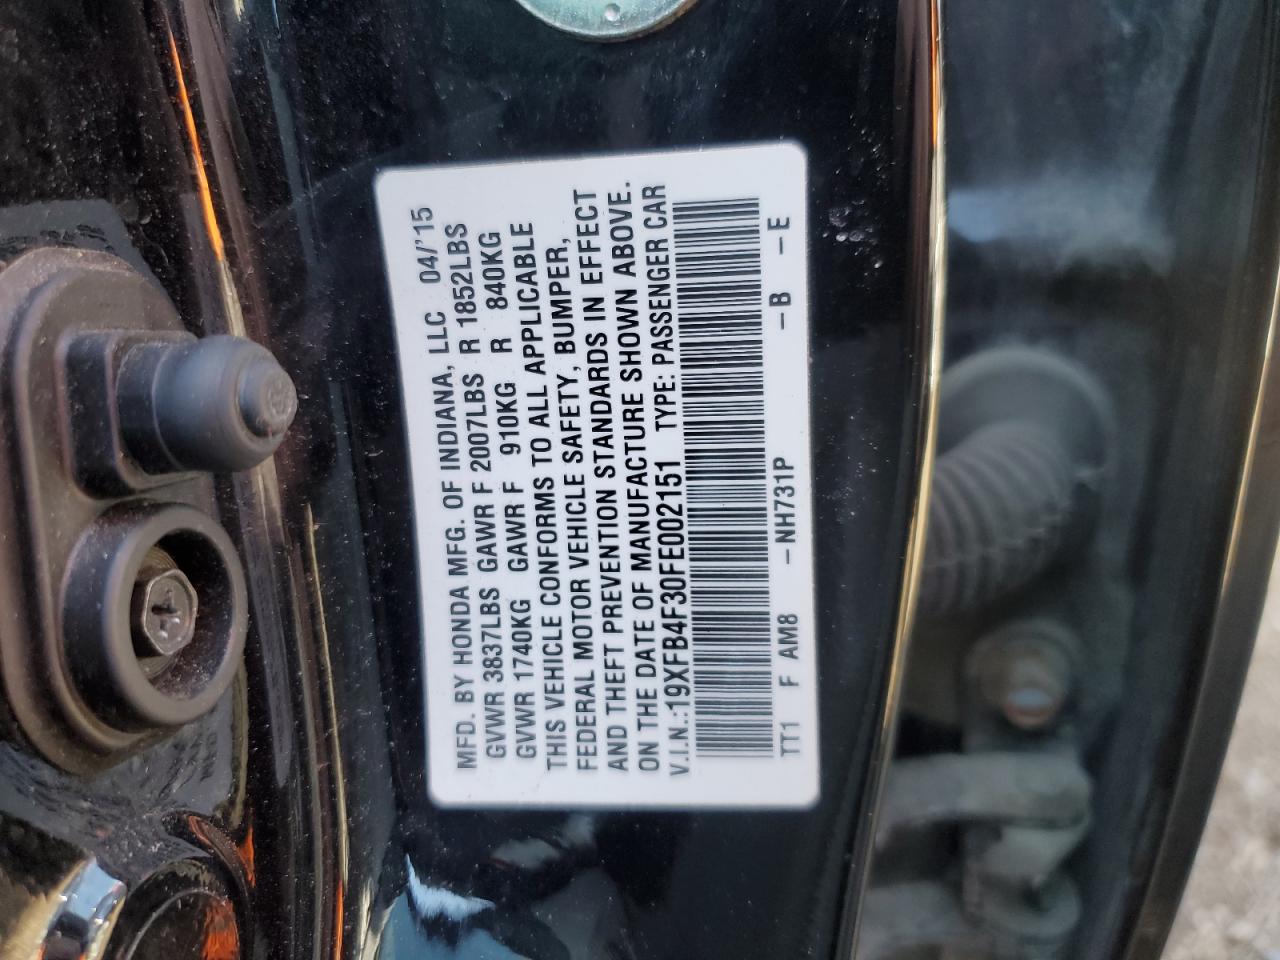 MFD. BY HONDA MFG. OF INDIANA, LLC 04/'15
GVWR 3837LBS GAWR F 2007LBS R 1852LBS
GVWR 1740KG GAWR F 910KG R 840KG
THIS VEHICLE CONFORMS TO ALL APPLICABLE
FEDERAL MOTOR VEHICLE SAFETY, BUMPER,
AND THEFT PREVENTION STANDARDS IN EFFECT
ON THE DATE OF MANUFACTURE SHOWN ABOVE.
V.I.N.:19XFB4F30FE002151 TYPE: PASSENGER CAR
TT1 F AM8 -NH731P -B -E